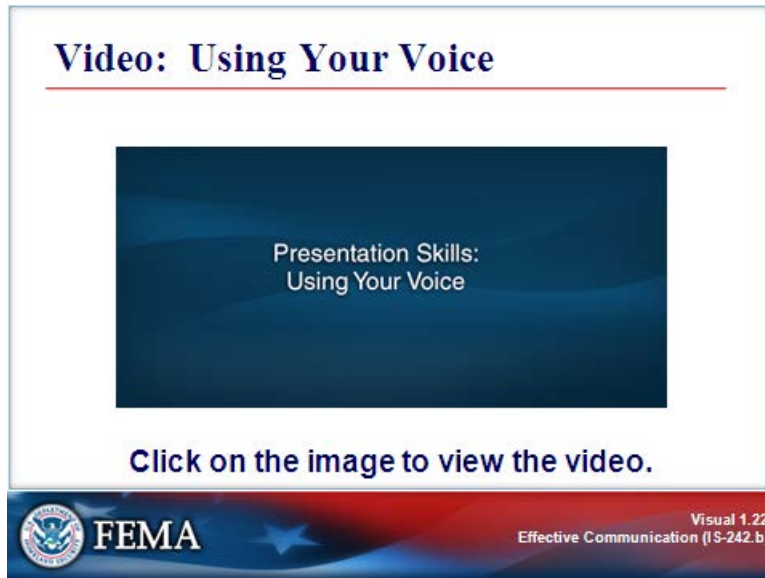 Video: Using Your Voice
Presentation Skills:
Using Your Voice
Click on the image to view the video.
FEMA
Visual 1.22
Effective Communication (IS-242.b